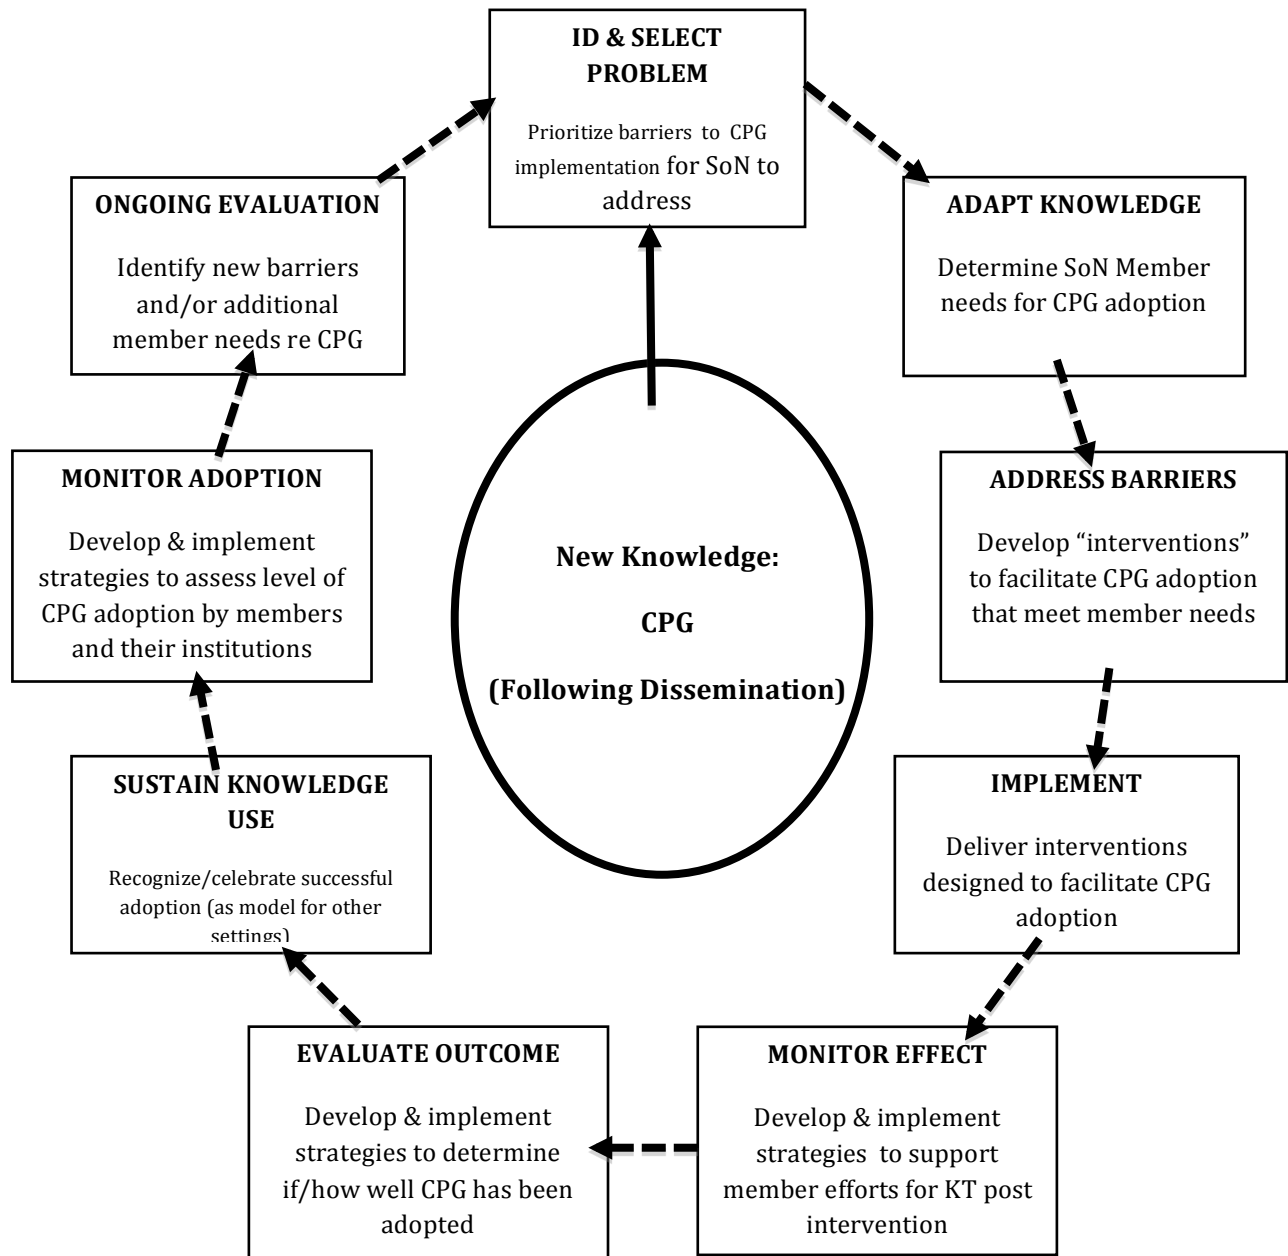 ID & SELECT
PROBLEM
Prioritize barriers to CPG
implementation for SoN to
address
ADAPT KNOWLEDGE
Determine SoN Member
needs for CPG adoption
ADDRESS BARRIERS
Develop “interventions”
to facilitate CPG adoption
that meet member needs
IMPLEMENT
Deliver interventions
designed to facilitate CPG
adoption
MONITOR EFFECT
Develop & implement
strategies to support
member efforts for KT post
intervention
EVALUATE OUTCOME
Develop & implement
strategies to determine
if/how well CPG has been
adopted
SUSTAIN KNOWLEDGE
USE
Recognize/celebrate successful
adoption (as model for other
settings)
MONITOR ADOPTION
Develop & implement
strategies to assess level of
CPG adoption by members
and their institutions
ONGOING EVALUATION
Identify new barriers
and/or additional
member needs re CPG
New Knowledge:
CPG
(Following Dissemination)